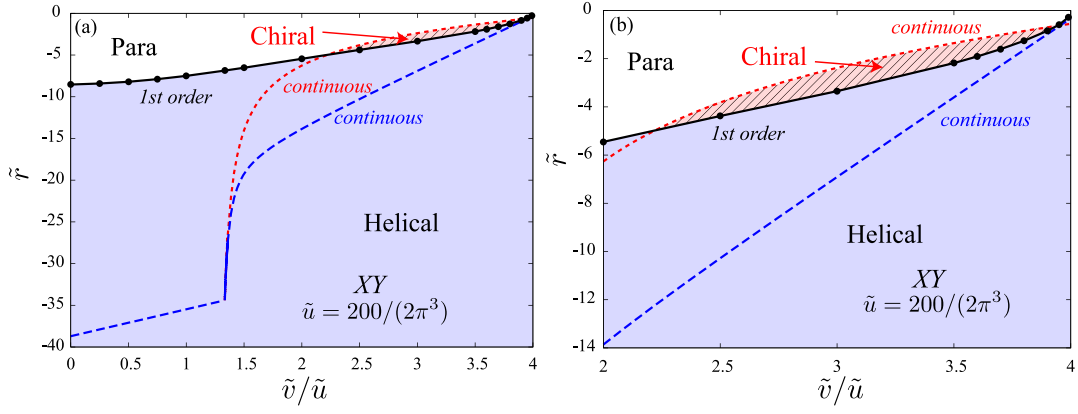 (a)
Para
Chiral
1st order
continuous
continuous
Helical
XY
ũ = 200/(2π³)
0
-5
-10
-15
-20
-25
-30
-35
-40
r̃
0 0.5 1 1.5 2 2.5 3 3.5 4
ṽ/ũ
(b)
continuous
Chiral
Para
1st order
continuous
Helical
XY
ũ = 200/(2π³)
0
-2
-4
-6
-8
-10
-12
-14
r̃
2 2.5 3 3.5 4
ṽ/ũ